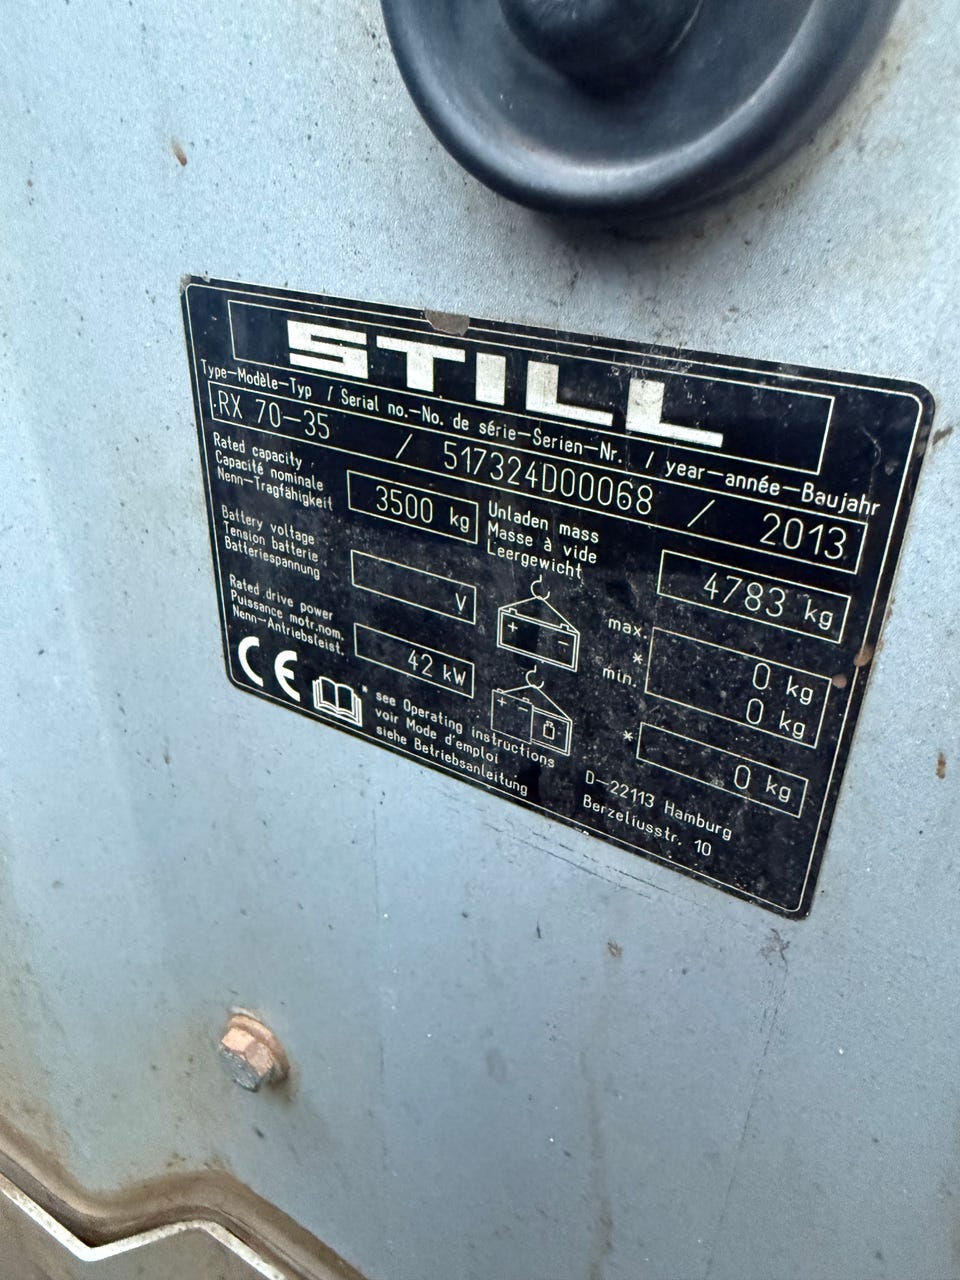 STILL
Type-Modèle-Typ / Serial no.-No. de série-Serien-Nr. / year-année-Baujahr
RX 70-35 / 517324D00068 / 2013
Rated capacity
Capacité nominale
Nenn-Tragfähigkeit
3500 kg
Unladen mass
Masse à vide
Leergewicht
4783 kg
Battery voltage
Tension batterie
Batteriespannung
V
+ -
max.
*
min.
0 kg
0 kg
Rated drive power
Puissance motr.nom.
Nenn-Antriebsleist.
42 kW
+ -
*
0 kg
CE
* see Operating instructions
voir Mode d'emploi
siehe Betriebsanleitung
D-22113 Hamburg
Berzeliusstr. 10